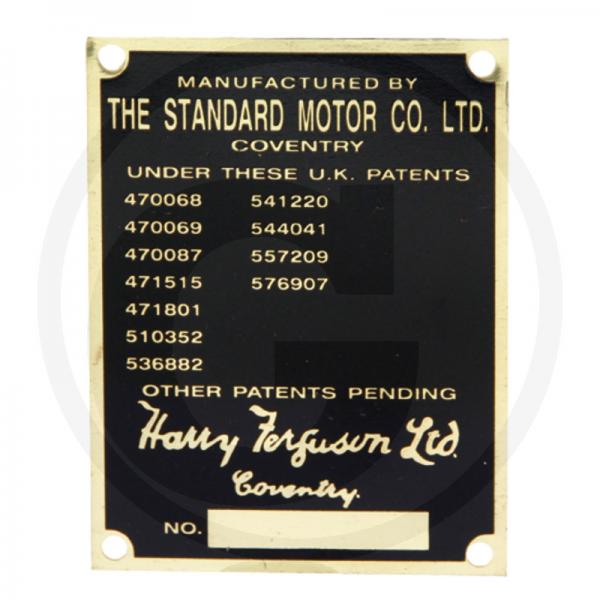 MANUFACTURED BY
THE STANDARD MOTOR CO. LTD.
COVENTRY
UNDER THESE U.K. PATENTS
470068 541220
470069 544041
470087 557209
471515 576907
471801
510352
536882
OTHER PATENTS PENDING
Harry Ferguson Ltd.
Coventry.
NO.